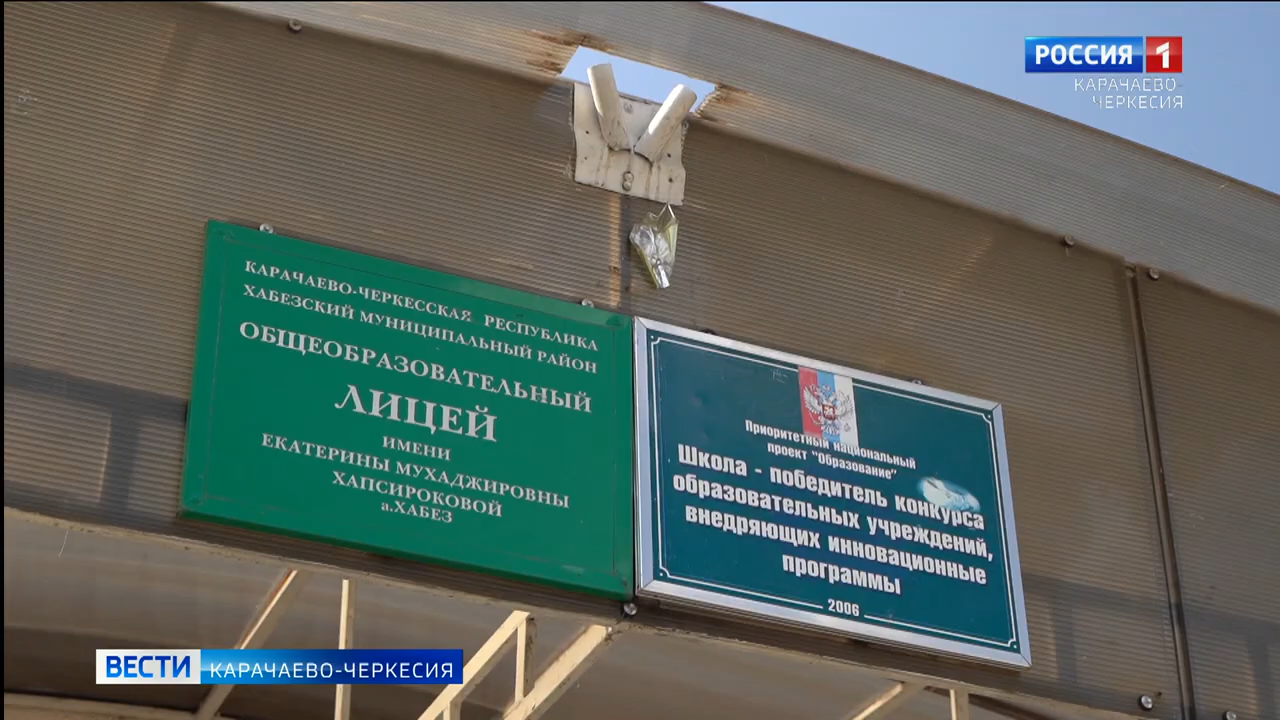 РОССИЯ 1
КАРАЧАЕВО-
ЧЕРКЕСИЯ
КАРАЧАЕВО-ЧЕРКЕССКАЯ РЕСПУБЛИКА
ХАБЕЗСКИЙ МУНИЦИПАЛЬНЫЙ РАЙОН
ОБЩЕОБРАЗОВАТЕЛЬНЫЙ
ЛИЦЕЙ
ИМЕНИ
ЕКАТЕРИНЫ МУХАДЖИРОВНЫ
ХАПСИРОКОВОЙ
а.ХАБЕЗ
Приоритетный национальный
проект "Образование"
Школа - победитель конкурса
образовательных учреждений,
внедряющих инновационные
программы
2006
ВЕСТИ КАРАЧАЕВО-ЧЕРКЕСИЯ